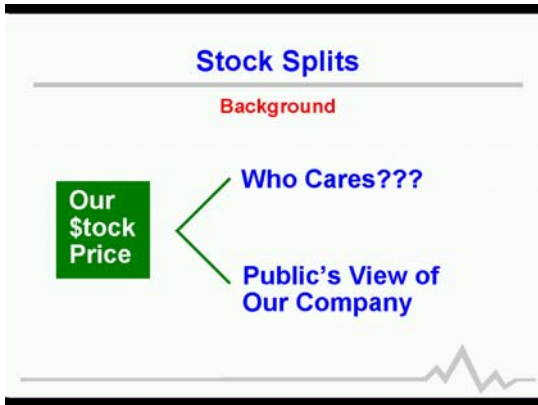 Stock Splits
Background
Who Cares???
Our
$tock
Price
Public's View of
Our Company